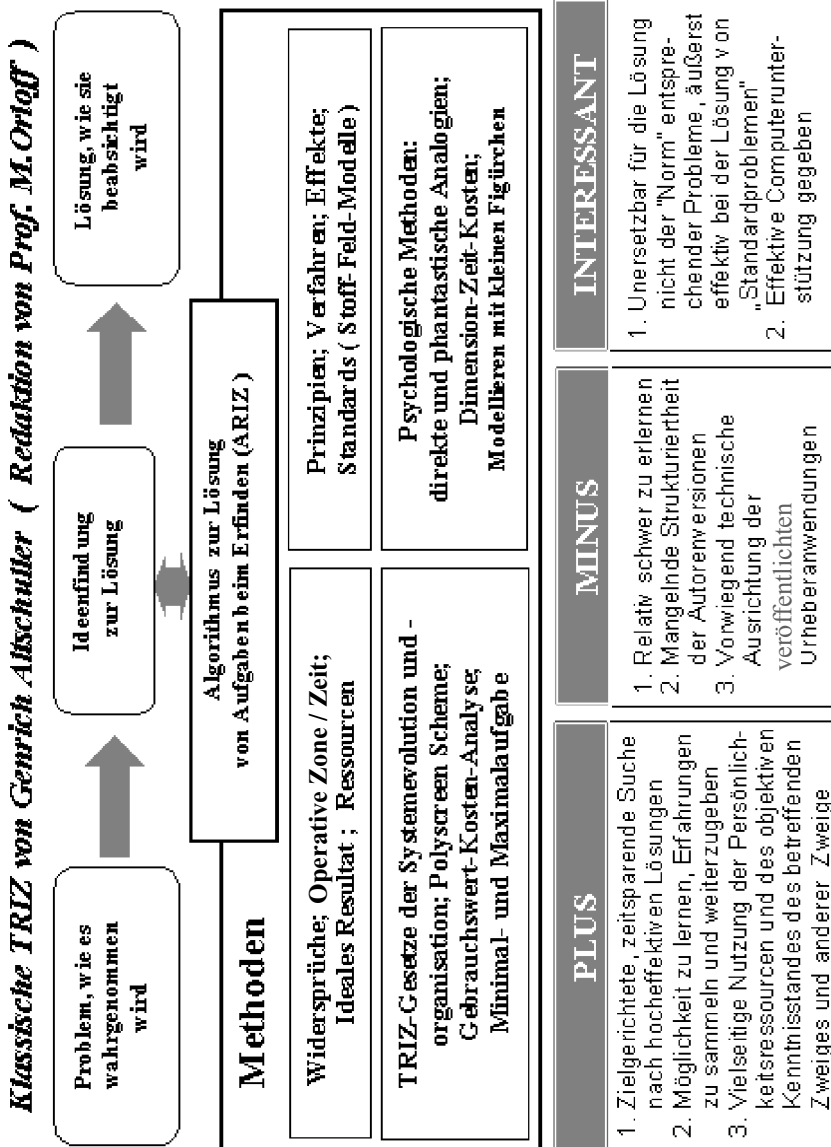 Klassische TRIZ von Genrich Altschuller ( Redaktion von Prof. M.Orloff )
Problem, wie es
wahrgenommen
wird
Ideenfindung
zur Lösung
Lösung, wie sie
beabsichtigt
wird
Algorithmus zur Lösung
von Aufgaben beim Erfinden (ARIZ )
Methoden
Widersprüche; Operative Zone / Zeit;
Ideales Resultat ; Ressourcen
Prinzipien; Verfahren; Effekte;
Standards ( Stoff-Feld-Modelle )
TRIZ-Gesetze der Systemevolution und -
organisation; Polyscreen Scheme;
Gebrauchswert-Kosten-Analyse;
Minimal- und Maximalaufgabe
Psychologische Methoden:
direkte und phantastische Analogien;
Dimension-Zeit-Kosten;
Modellieren mit kleinen Figürchen
PLUS
1. Zielgerichtete, zeitsparende Suche
nach hocheffektiven Lösungen
2. Möglichkeit zu lernen, Erfahrungen
zu sammeln und weiterzugeben
3. Vielseitige Nutzung der Persönlich-
keitsressourcen und des objektiven
Kenntnisstandes des betreffenden
Zweiges und anderer Zweige
MINUS
1. Relativ schwer zu erlernen
2. Mangelnde Strukturiertheit
der Autorenversionen
3. Vorwiegend technische
Ausrichtung der
veröffentlichten
Urheberanwendungen
INTERESSANT
1. Unersetzbar für die Lösung
nicht der "Norm" entspre-
chender Probleme, äußerst
effektiv bei der Lösung von
„Standardproblemen"
2. Effektive Computerunter-
stützung gegeben